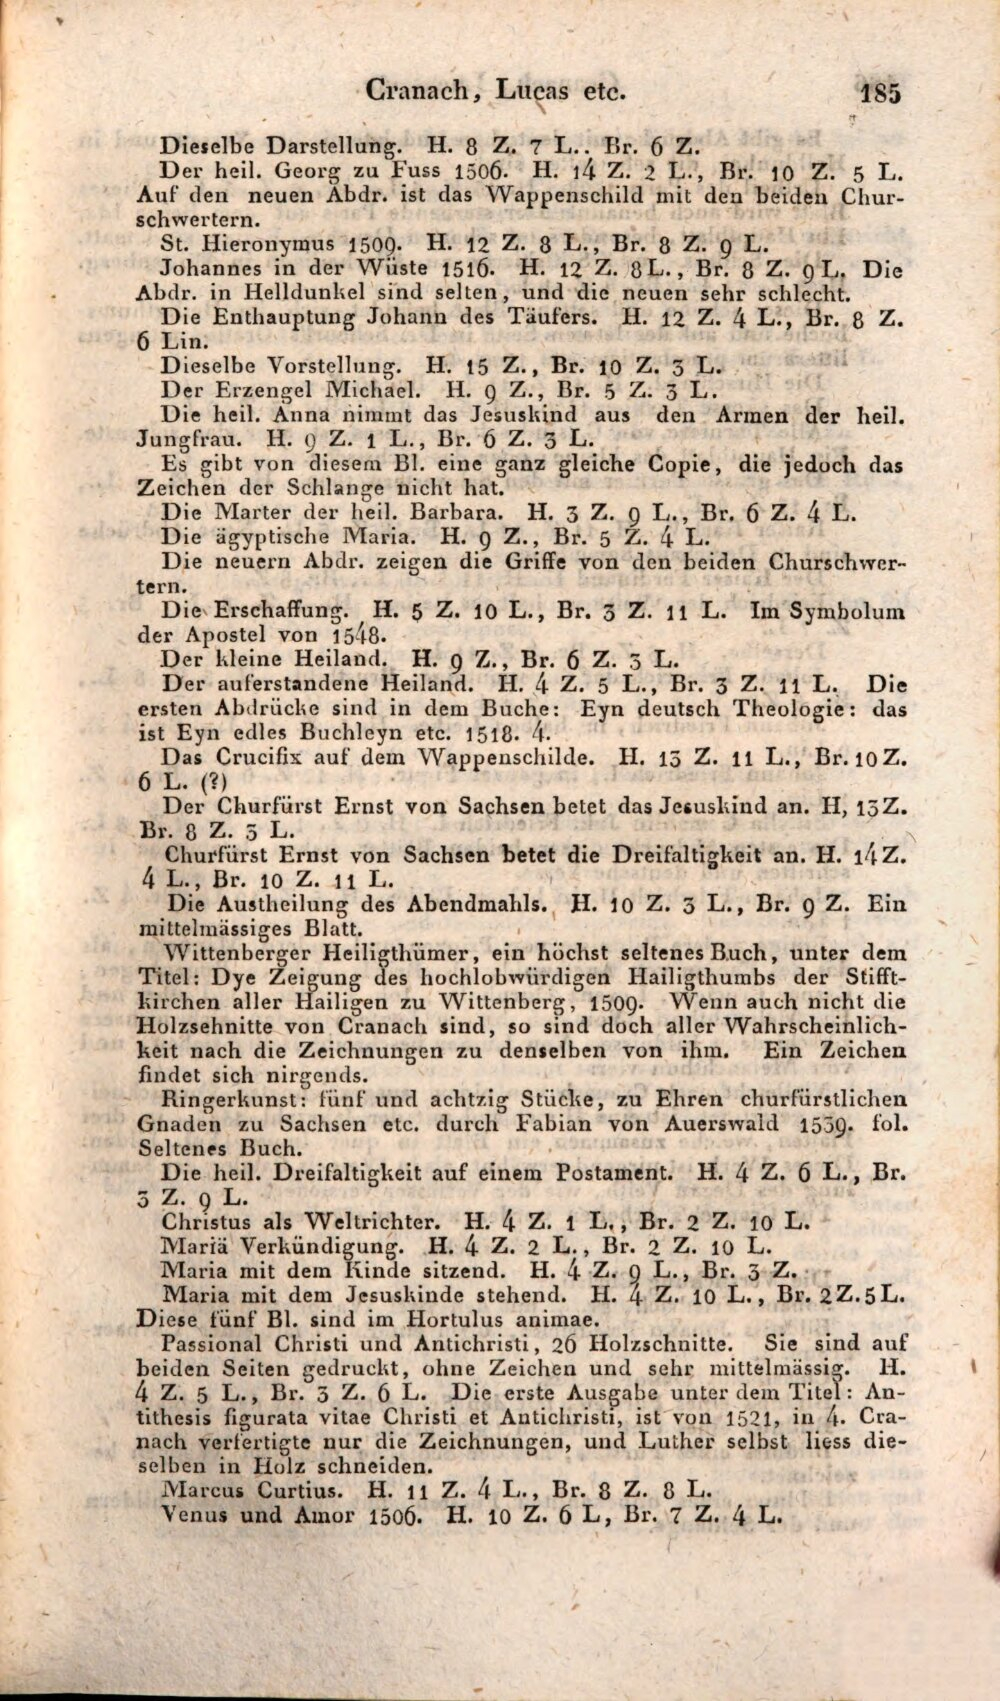 Cranach, Lucas etc. 185
Dieselbe Darstellung. H. 8 Z. 7 L.. Br. 6 Z.
Der heil. Georg zu Fuss 1506. H. 14 Z. 2 L., Br. 10 Z. 5 L.
Auf den neuen Abdr. ist das Wappenschild mit den beiden Chur-
schwertern.
St. Hieronymus 1509. H. 12 Z. 8 L., Br. 8 Z. 9 L.
Johannes in der Wüste 1516. H. 12 Z. 8 L., Br. 8 Z. 9 L. Die
Abdr. in Helldunkel sind selten, und die neuen sehr schlecht.
Die Enthauptung Johann des Täufers. H. 12 Z. 4 L., Br. 8 Z.
6 Lin.
Dieselbe Vorstellung. H. 15 Z., Br. 10 Z. 3 L.
Der Erzengel Michael. H. 9 Z., Br. 5 Z. 3 L.
Die heil. Anna nimmt das Jesuskind aus den Armen der heil.
Jungfrau. H. 9 Z. 1 L., Br. 6 Z. 3 L.
Es gibt von diesem Bl. eine ganz gleiche Copie, die jedoch das
Zeichen der Schlange nicht hat.
Die Marter der heil. Barbara. H. 3 Z. 9 L., Br. 6 Z. 4 L.
Die ägyptische Maria. H. 9 Z., Br. 5 Z. 4 L.
Die neuern Abdr. zeigen die Griffe von den beiden Churschwer-
tern.
Die Erschaffung. H. 5 Z. 10 L., Br. 3 Z. 11 L. Im Symbolum
der Apostel von 1548.
Der kleine Heiland. H. 9 Z., Br. 6 Z. 3 L.
Der auferstandene Heiland. H. 4 Z. 5 L., Br. 3 Z. 11 L. Die
ersten Abdrücke sind in dem Buche: Eyn deutsch Theologie: das
ist Eyn edles Buchleyn etc. 1518. 4.
Das Crucifix auf dem Wappenschilde. H. 13 Z. 11 L., Br. 10 Z.
6 L. (?)
Der Churfürst Ernst von Sachsen betet das Jesuskind an. H, 13 Z.
Br. 8 Z. 3 L.
Churfürst Ernst von Sachsen betet die Dreifaltigkeit an. H. 14 Z.
4 L., Br. 10 Z. 11 L.
Die Austheilung des Abendmahls. H. 10 Z. 3 L., Br. 9 Z. Ein
mittelmässiges Blatt.
Wittenberger Heiligthümer, ein höchst seltenes Buch, unter dem
Titel: Dye Zeigung des hochlobwürdigen Hailigthumbs der Stifft-
kirchen aller Hailigen zu Wittenberg, 1509. Wenn auch nicht die
Holzsehnitte von Cranach sind, so sind doch aller Wahrscheinlich-
keit nach die Zeichnungen zu denselben von ihm. Ein Zeichen
findet sich nirgends.
Ringerkunst: fünf und achtzig Stücke, zu Ehren churfürstlichen
Gnaden zu Sachsen etc. durch Fabian von Auerswald 1539. fol.
Seltenes Buch.
Die heil. Dreifaltigkeit auf einem Postament. H. 4 Z. 6 L., Br.
3 Z. 9 L.
Christus als Weltrichter. H. 4 Z. 1 L., Br. 2 Z. 10 L.
Mariä Verkündigung. H. 4 Z. 2 L., Br. 2 Z. 10 L.
Maria mit dem Kinde sitzend. H. 4 Z. 9 L., Br. 3 Z.
Maria mit dem Jesuskinde stehend. H. 4 Z. 10 L., Br. 2 Z. 5 L.
Diese fünf Bl. sind im Hortulus animae.
Passional Christi und Antichristi, 26 Holzschnitte. Sie sind auf
beiden Seiten gedruckt, ohne Zeichen und sehr mittelmässig. H.
4 Z. 5 L., Br. 3 Z. 6 L. Die erste Ausgabe unter dem Titel: An-
tithesis figurata vitae Christi et Antichristi, ist von 1521, in 4. Cra-
nach verfertigte nur die Zeichnungen, und Luther selbst liess die-
selben in Holz schneiden.
Marcus Curtius. H. 11 Z. 4 L., Br. 8 Z. 8 L.
Venus und Amor 1506. H. 10 Z. 6 L, Br. 7 Z. 4 L.